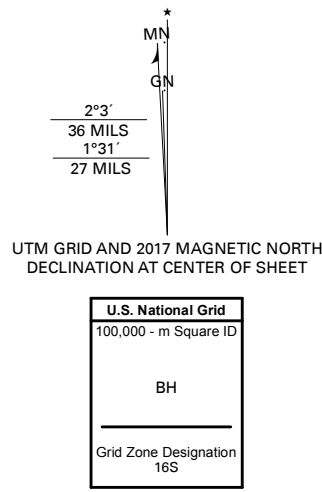 ★
MN
GN
2°3´
36 MILS
1°31´
27 MILS
UTM GRID AND 2017 MAGNETIC NORTH
DECLINATION AT CENTER OF SHEET
U.S. National Grid
100,000 - m Square ID
BH
Grid Zone Designation
16S